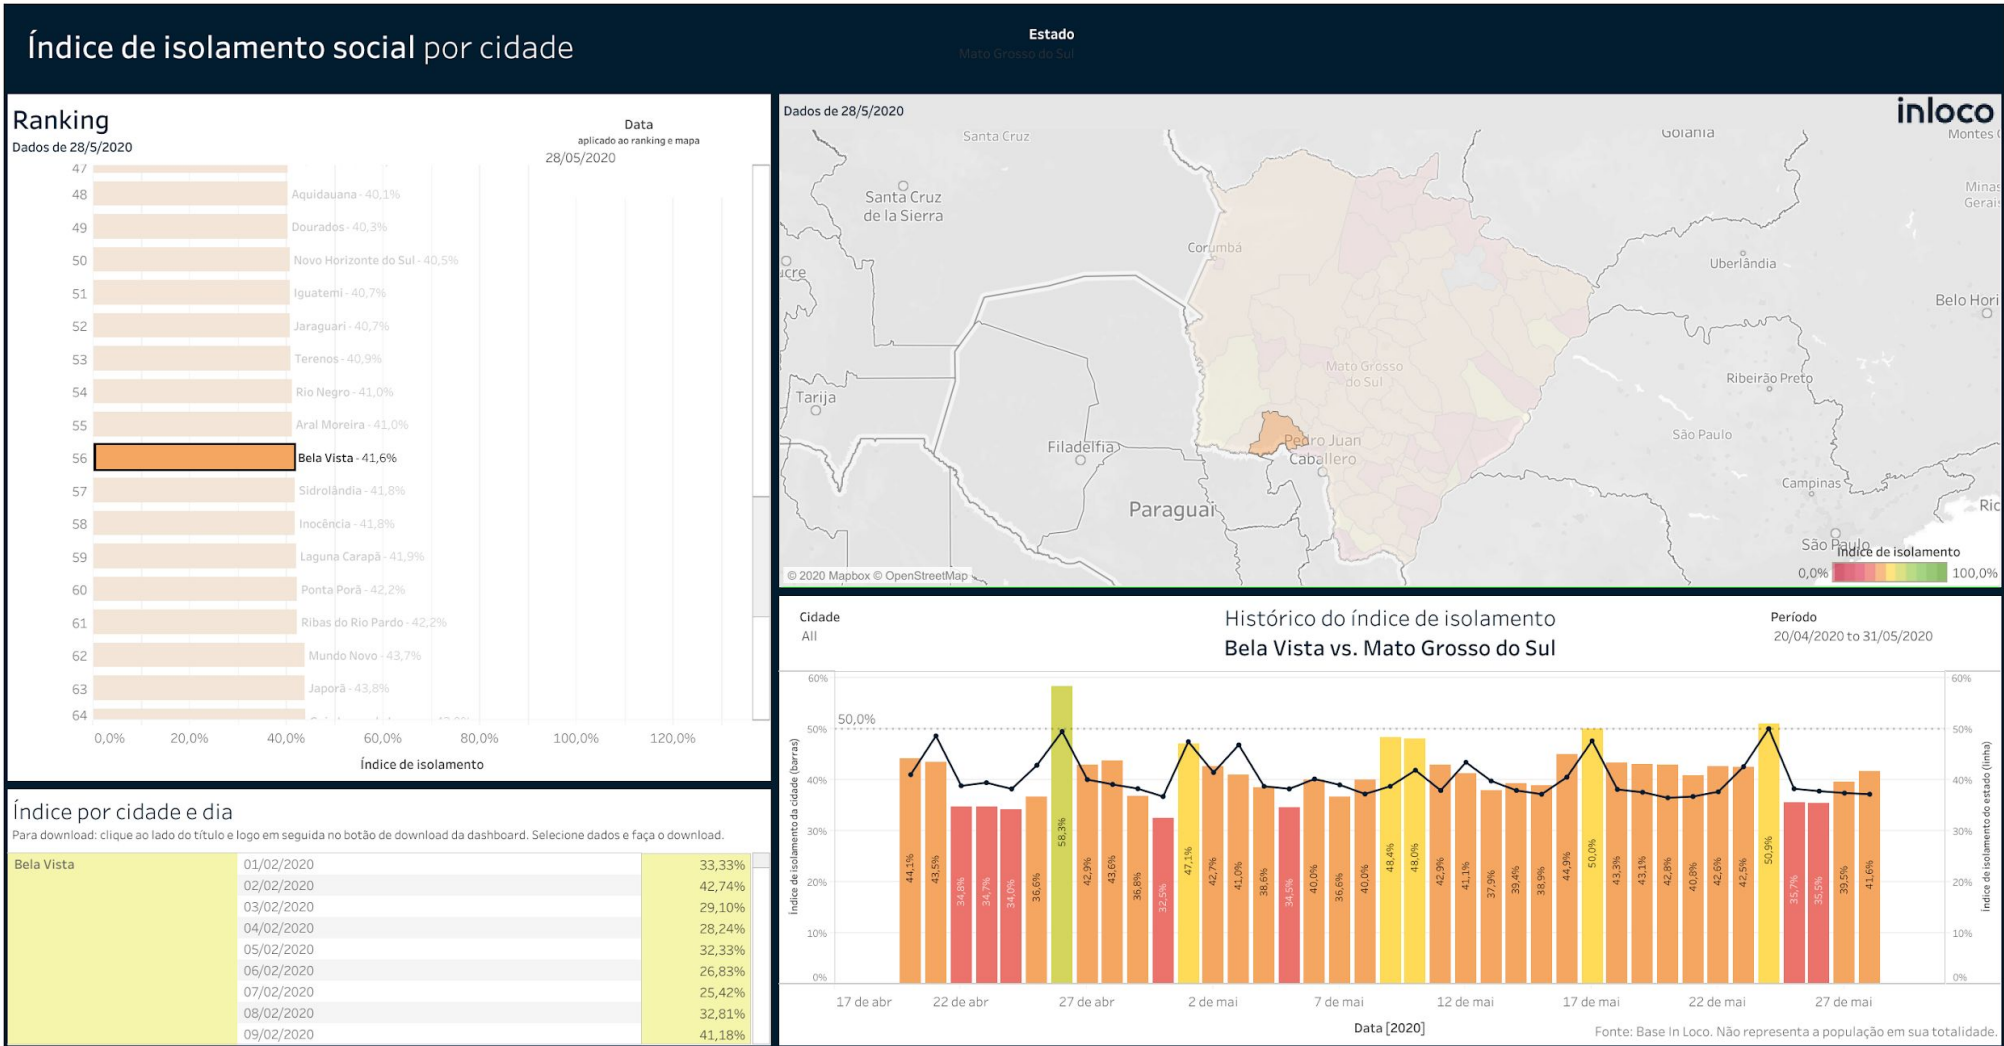 Índice de isolamento social por cidade
Estado
Mato Grosso do Sul
Ranking
Dados de 28/5/2020
Data
aplicado ao ranking e mapa
28/05/2020
47
48 Aquidauana - 40,1%
49 Dourados - 40,3%
50 Novo Horizonte do Sul - 40,5%
51 Iguatemi - 40,7%
52 Jaraguari - 40,7%
53 Terenos - 40,9%
54 Rio Negro - 41,0%
55 Aral Moreira - 41,0%
56 Bela Vista - 41,6%
57 Sidrolândia - 41,8%
58 Inocência - 41,8%
59 Laguna Carapã - 41,9%
60 Ponta Porã - 42,2%
61 Ribas do Rio Pardo - 42,2%
62 Mundo Novo - 43,7%
63 Japorã - 43,8%
64
0,0% 20,0% 40,0% 60,0% 80,0% 100,0% 120,0%
Índice de isolamento
Índice por cidade e dia
Para download: clique ao lado do título e logo em seguida no botão de download da dashboard. Selecione dados e faça o download.
Bela Vista 01/02/2020 33,33%
02/02/2020 42,74%
03/02/2020 29,10%
04/02/2020 28,24%
05/02/2020 32,33%
06/02/2020 26,83%
07/02/2020 25,42%
08/02/2020 32,81%
09/02/2020 41,18%
Dados de 28/5/2020
inloco
Santa Cruz
Goiânia
Montes
Santa Cruz
de la Sierra
Minas
Gerais
Corumbá
Uberlândia
ucre
Belo Hori
Mato Grosso
do Sul
Ribeirão Preto
Tarija
Filadelfia
Pedro Juan
Caballero
São Paulo
Campinas
Paraguai
Ric
São Paulo
Índice de isolamento
0,0% 100,0%
© 2020 Mapbox © OpenStreetMap
Cidade
All
Histórico do índice de isolamento
Bela Vista vs. Mato Grosso do Sul
Período
20/04/2020 to 31/05/2020
Índice de isolamento da cidade (barras)
60%
50%
40%
30%
20%
10%
0%
50,0%
44,1%
43,5%
34,8%
34,7%
34,0%
36,6%
58,3%
42,9%
43,6%
36,8%
32,5%
47,1%
42,7%
41,0%
38,6%
34,5%
40,0%
36,6%
40,0%
48,4%
48,0%
42,9%
41,1%
37,9%
39,4%
38,9%
44,9%
50,0%
43,3%
43,1%
42,8%
40,8%
42,6%
42,5%
50,9%
35,7%
35,5%
39,5%
41,6%
60%
50%
40%
30%
20%
10%
0%
Índice de isolamento do estado (linha)
17 de abr 22 de abr 27 de abr 2 de mai 7 de mai 12 de mai 17 de mai 22 de mai 27 de mai
Data [2020]
Fonte: Base In Loco. Não representa a população em sua totalidade.